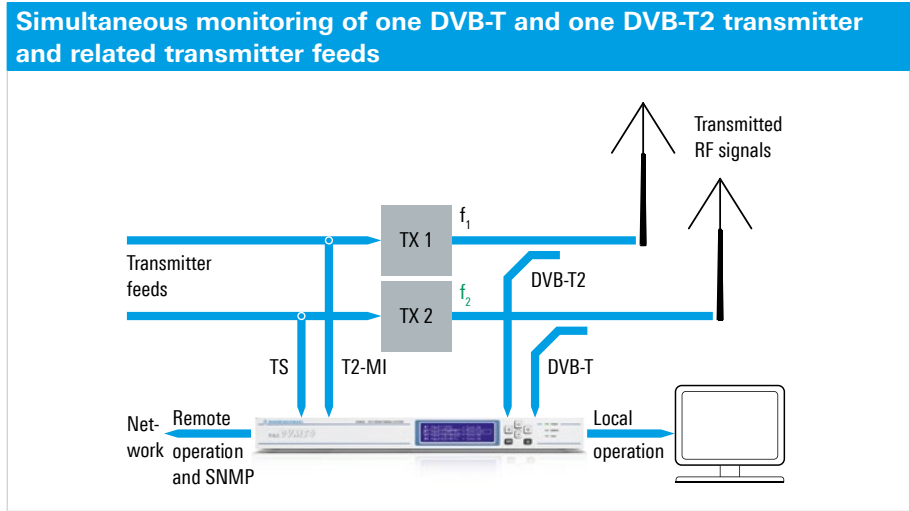 Simultaneous monitoring of one DVB-T and one DVB-T2 transmitter
and related transmitter feeds
Transmitted
RF signals
f₁
TX 1
Transmitter
feeds
DVB-T2
f₂
TX 2
TS
T2-MI
DVB-T
Net-
work
Remote
operation
and SNMP
Local
operation